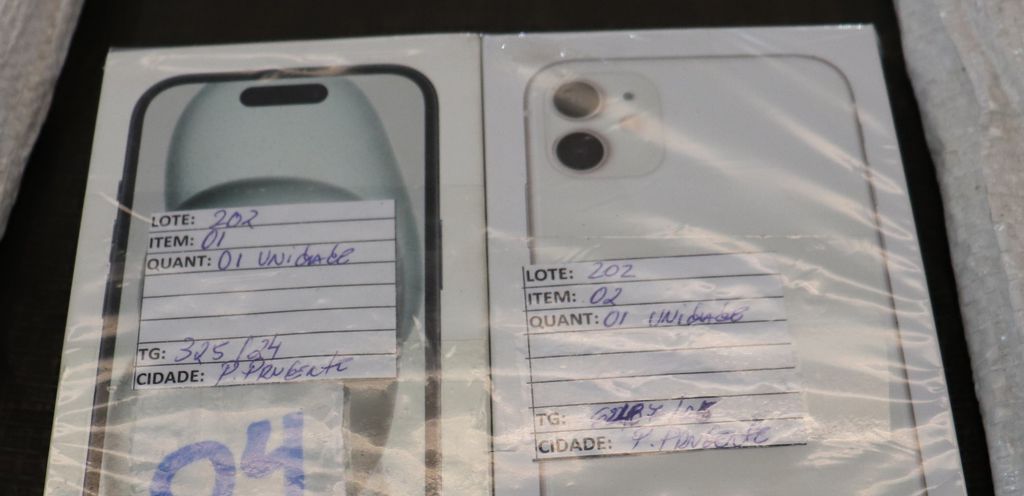 LOTE: 202
ITEM: 01
QUANT: 01 UNIDADE
TG: 325/24
CIDADE: P. PRUDENTE
04
LOTE: 202
ITEM: 02
QUANT: 01 UNIDADE
TG:
CIDADE: P. PRUDENTE